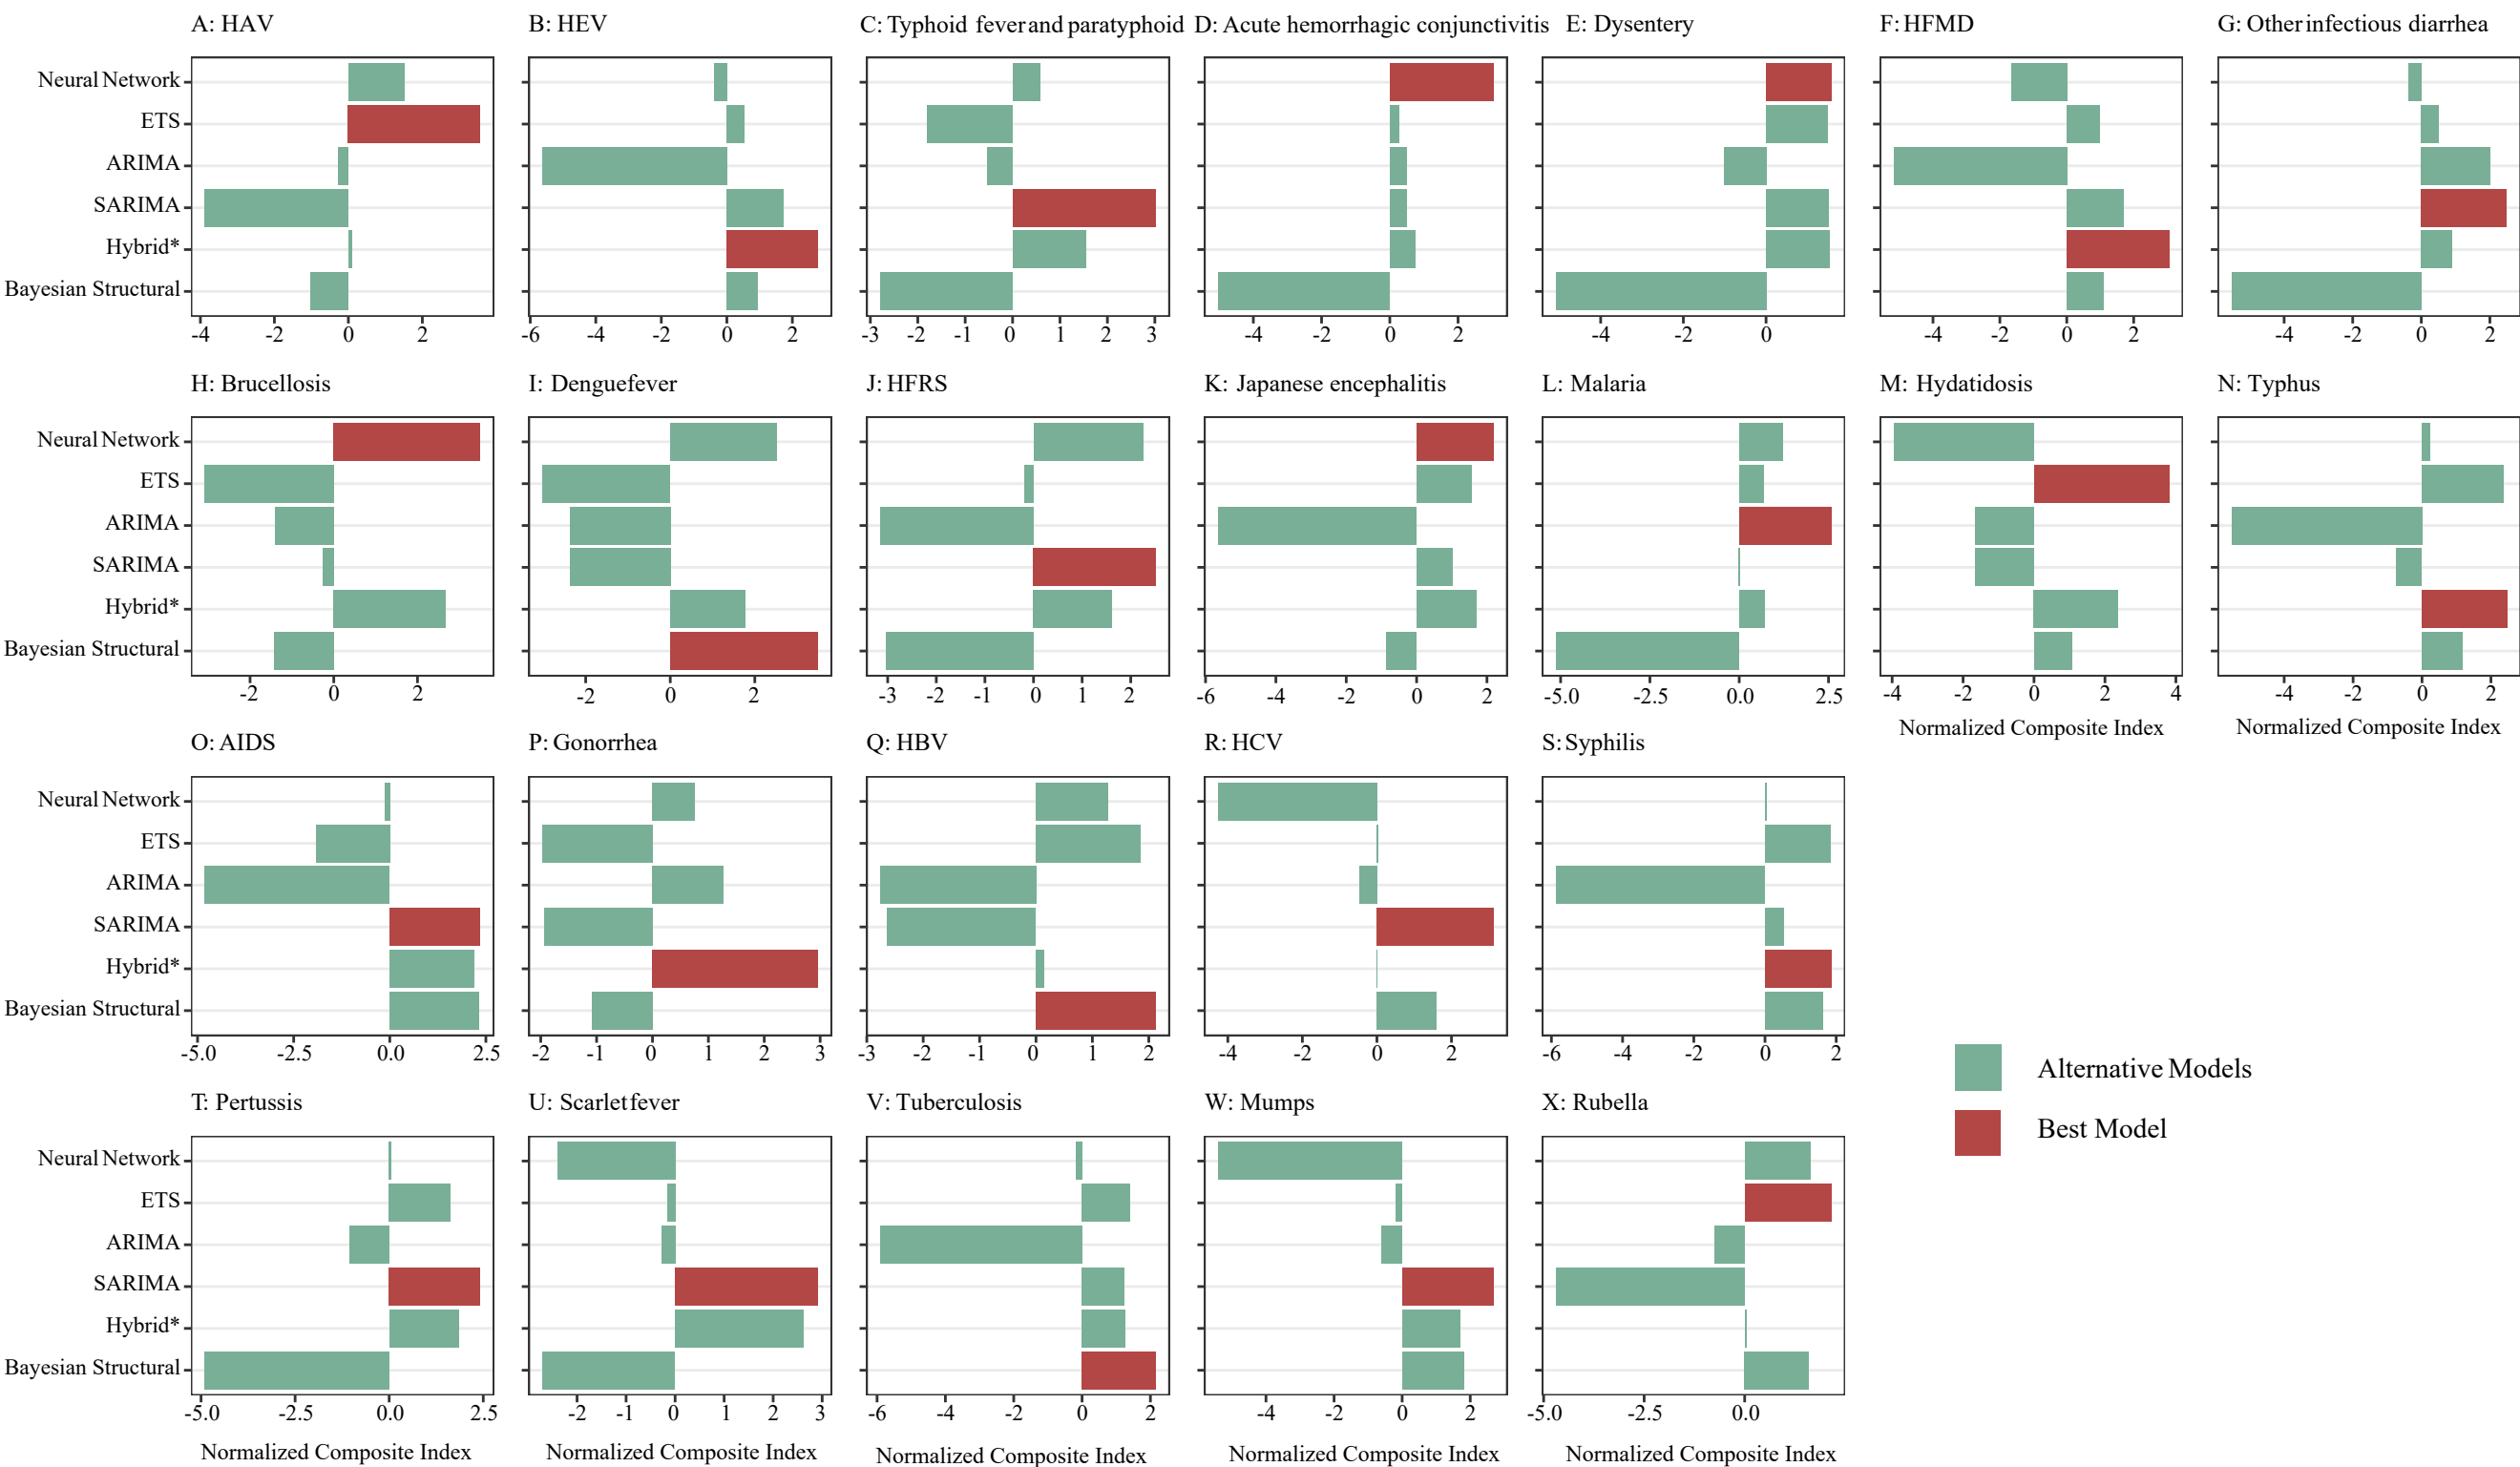 A: HAV
B: HEV
C: Typhoid fever and paratyphoid
D: Acute hemorrhagic conjunctivitis
E: Dysentery
F: HFMD
G: Other infectious diarrhea
Neural Network
ETS
ARIMA
SARIMA
Hybrid*
Bayesian Structural
-4 -2 0 2
-6 -4 -2 0 2
-3 -2 -1 0 1 2 3
-4 -2 0 2
-4 -2 0
-4 -2 0 2
-4 -2 0 2
H: Brucellosis
I: Denguefever
J: HFRS
K: Japanese encephalitis
L: Malaria
M: Hydatidosis
N: Typhus
Neural Network
ETS
ARIMA
SARIMA
Hybrid*
Bayesian Structural
-2 0 2
-2 0 2
-3 -2 -1 0 1 2
-6 -4 -2 0 2
-5.0 -2.5 0.0 2.5
-4 -2 0 2 4
-4 -2 0 2
Normalized Composite Index
Normalized Composite Index
O: AIDS
P: Gonorrhea
Q: HBV
R: HCV
S: Syphilis
Neural Network
ETS
ARIMA
SARIMA
Hybrid*
Bayesian Structural
-5.0 -2.5 0.0 2.5
-2 -1 0 1 2 3
-3 -2 -1 0 1 2
-4 -2 0 2
-6 -4 -2 0 2
Alternative Models
Best Model
T: Pertussis
U: Scarletfever
V: Tuberculosis
W: Mumps
X: Rubella
Neural Network
ETS
ARIMA
SARIMA
Hybrid*
Bayesian Structural
-5.0 -2.5 0.0 2.5
-2 -1 0 1 2 3
-6 -4 -2 0 2
-4 -2 0 2
-5.0 -2.5 0.0
Normalized Composite Index
Normalized Composite Index
Normalized Composite Index
Normalized Composite Index
Normalized Composite Index